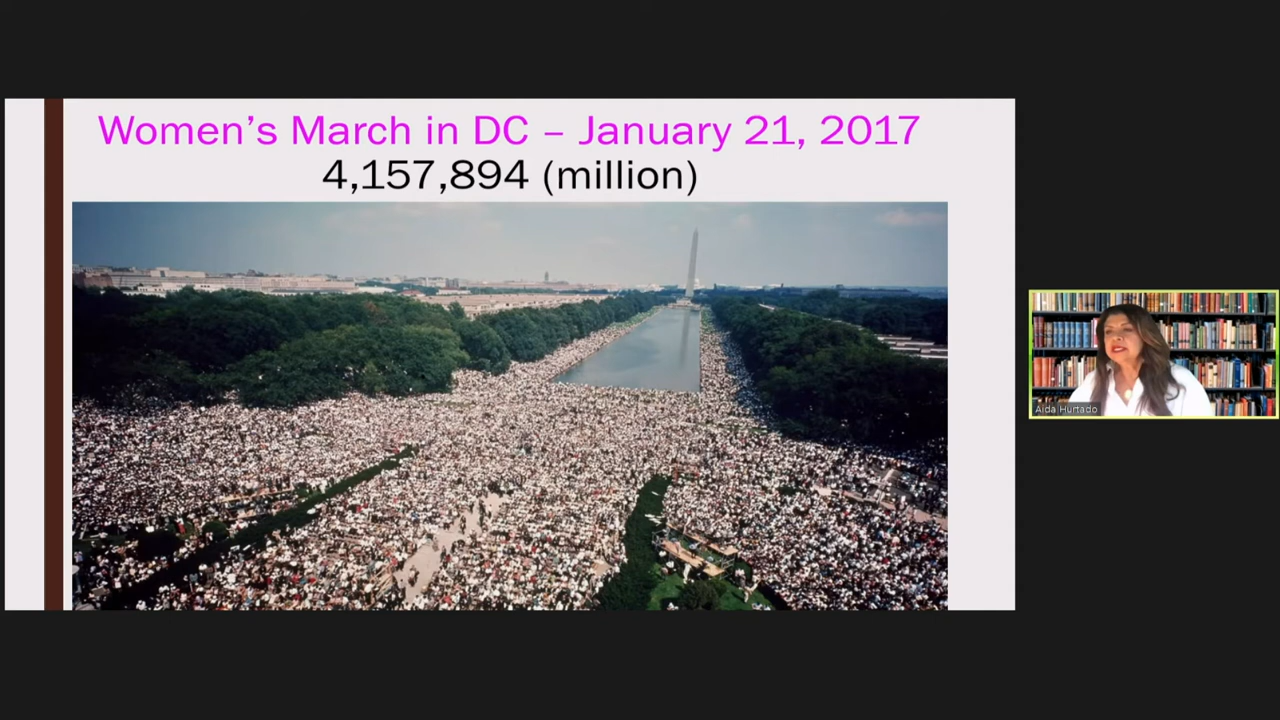 Women’s March in DC – January 21, 2017
4,157,894 (million)
Aida Hurtado